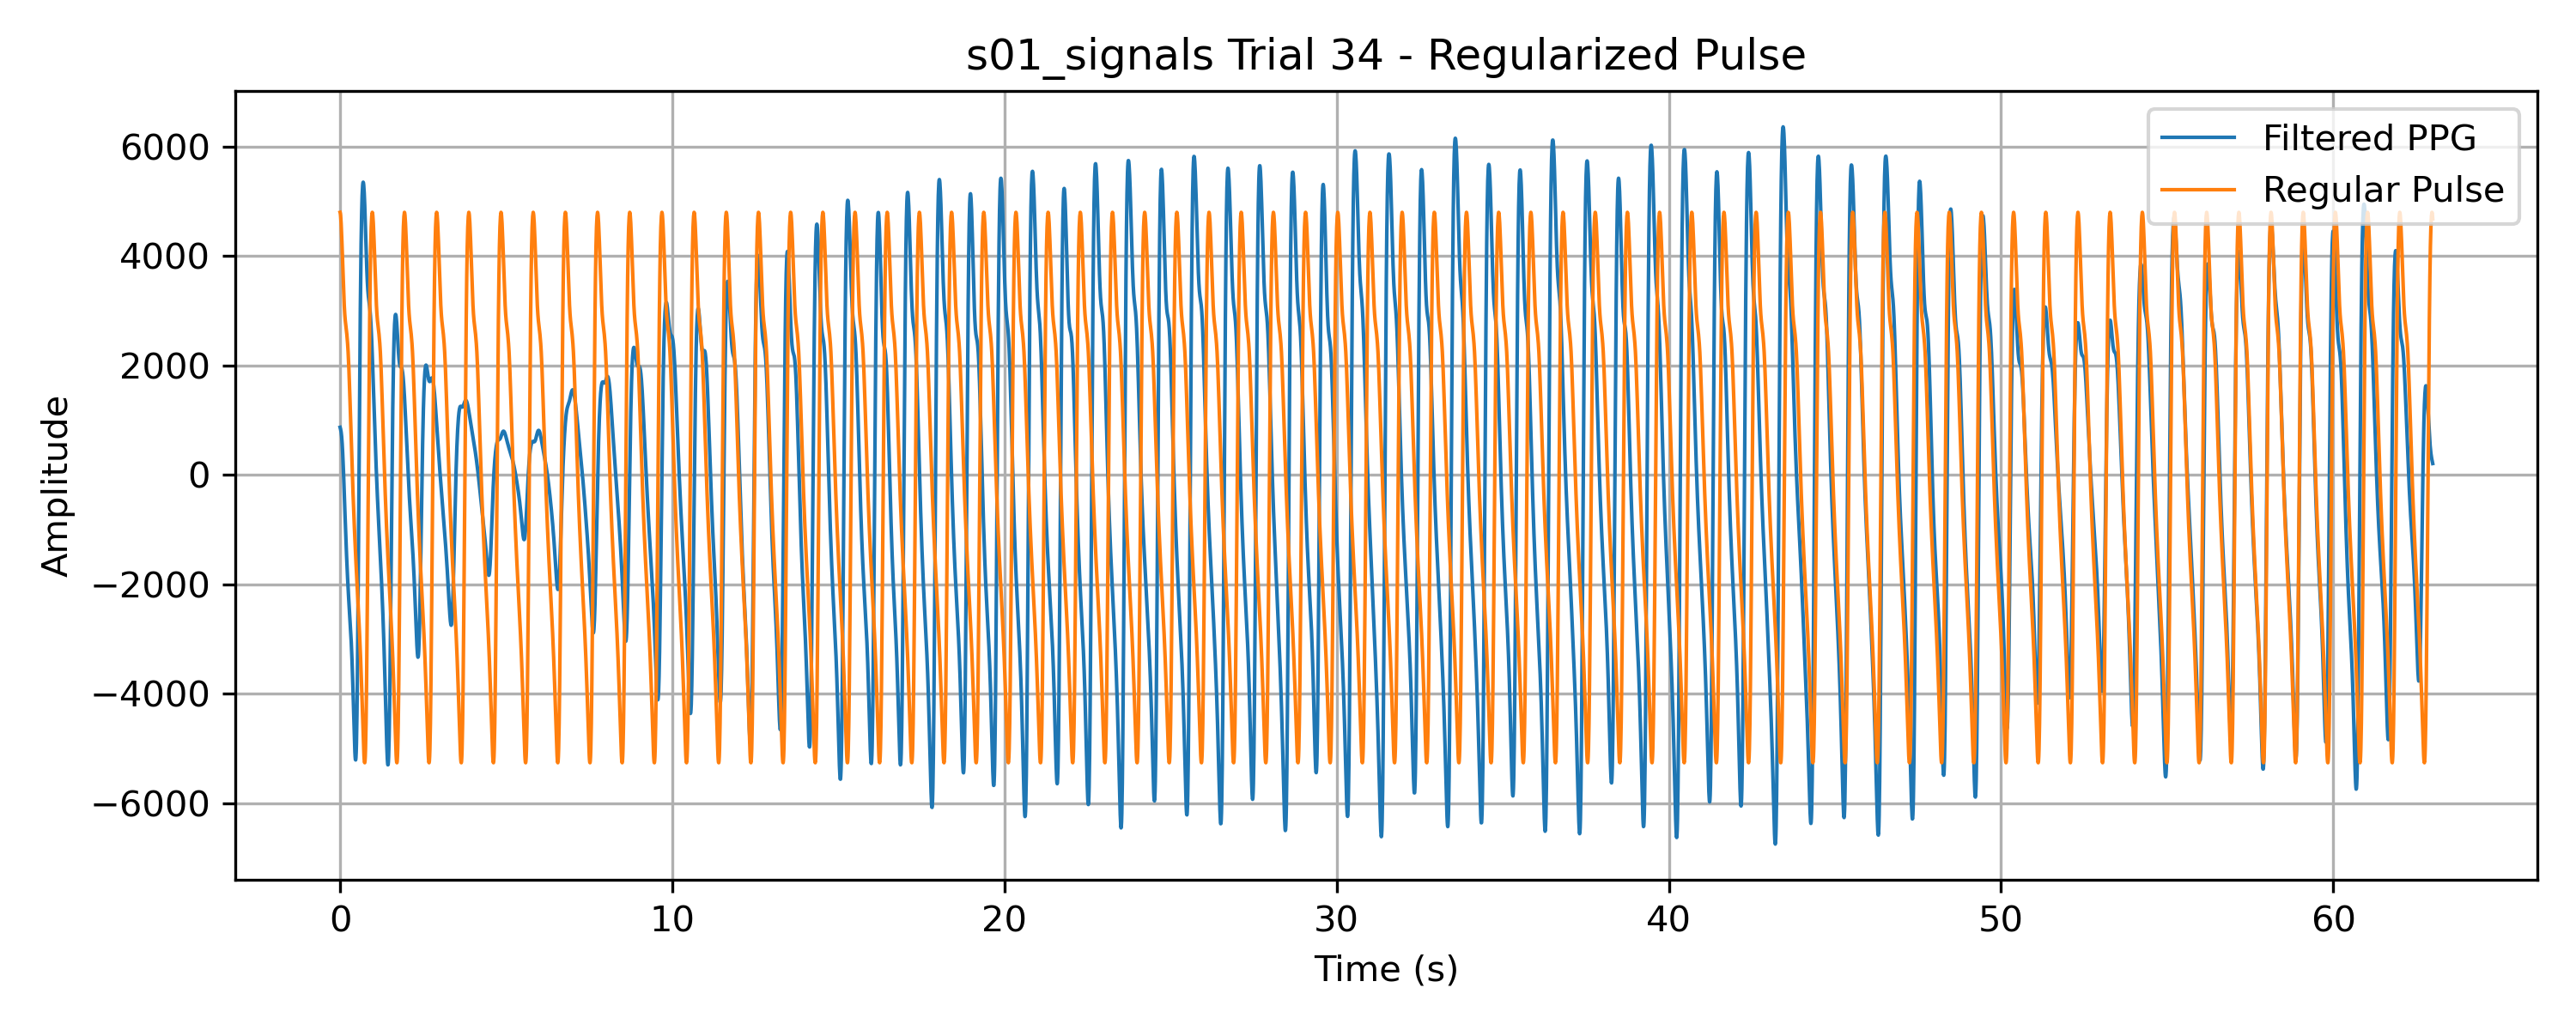 s01_signals Trial 34 - Regularized Pulse
Filtered PPG
Regular Pulse
6000
4000
2000
0
−2000
−4000
−6000
Amplitude
0 10 20 30 40 50 60
Time (s)